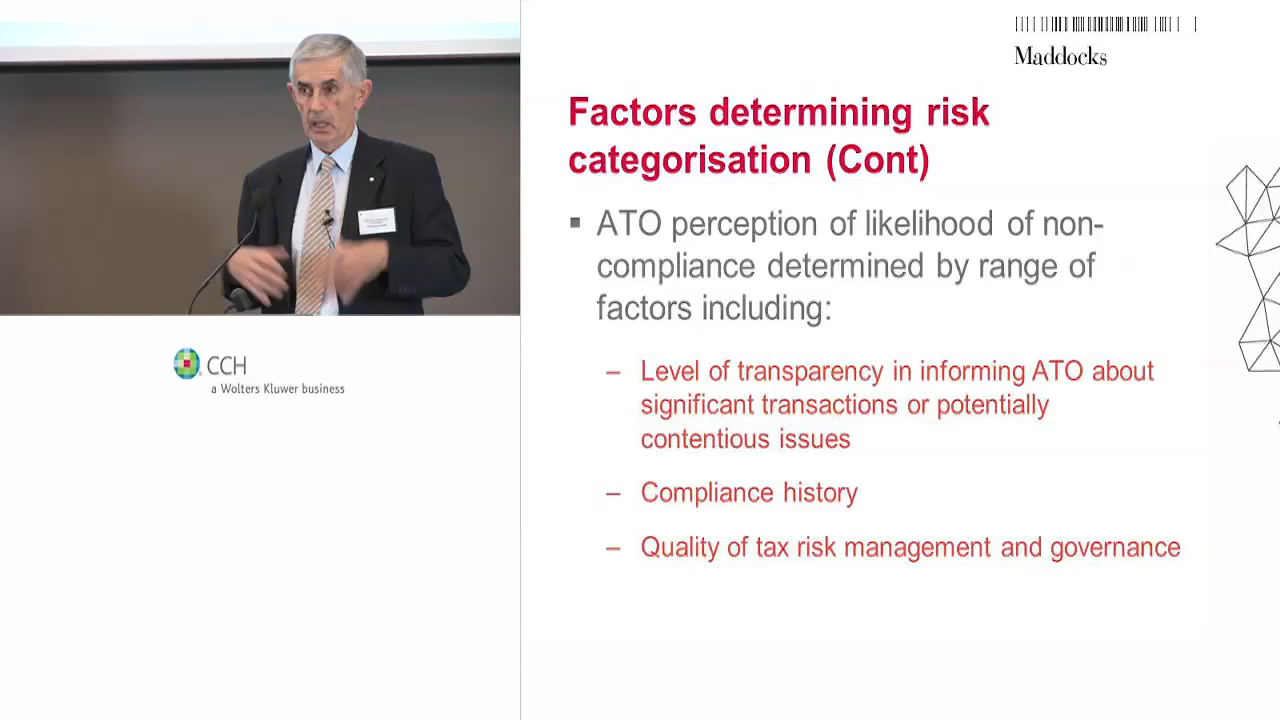 Maddocks
Factors determining risk
categorisation (Cont)
▪ ATO perception of likelihood of non-
compliance determined by range of
factors including:
– Level of transparency in informing ATO about
significant transactions or potentially
contentious issues
– Compliance history
– Quality of tax risk management and governance
CCH
a Wolters Kluwer business